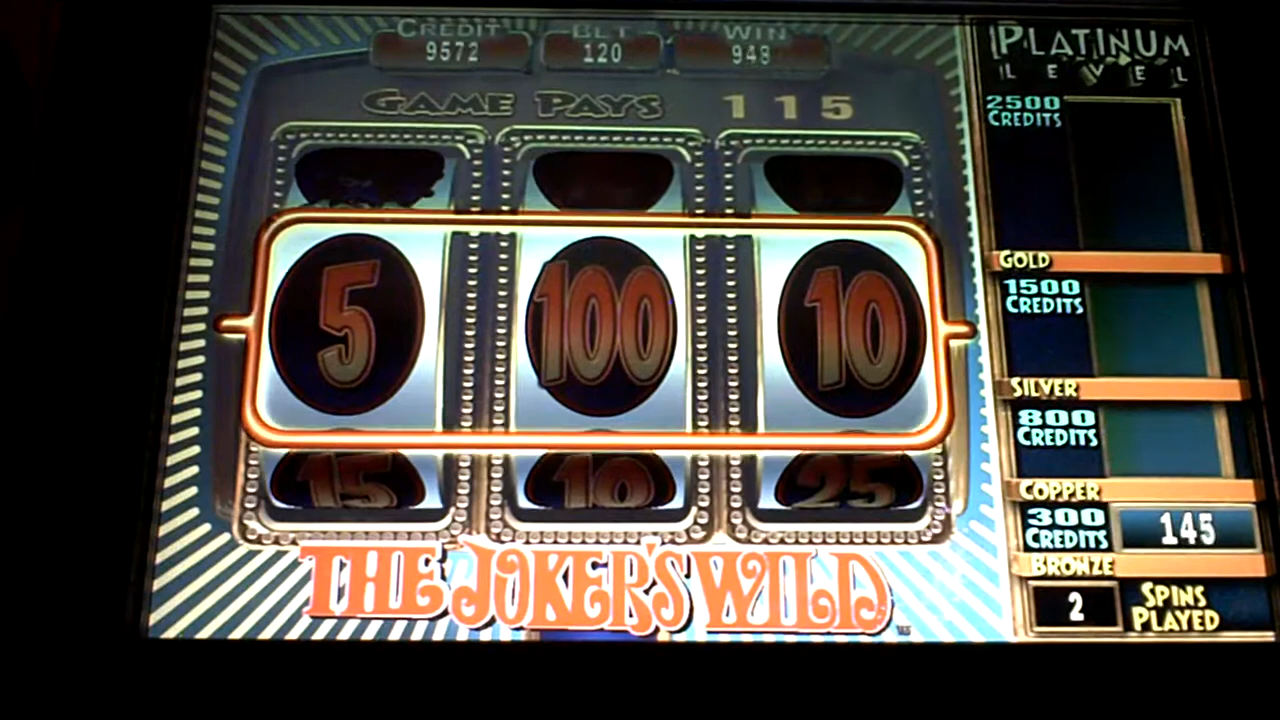 CREDIT BET WIN
9572 120 948
GAME PAYS 115
5 100 10
15 10 25
THE JOKER'S WILD
PLATINUM
LEVEL
2500
CREDITS
GOLD
1500
CREDITS
SILVER
800
CREDITS
COPPER
300
CREDITS
145
BRONZE
2
SPINS
PLAYED